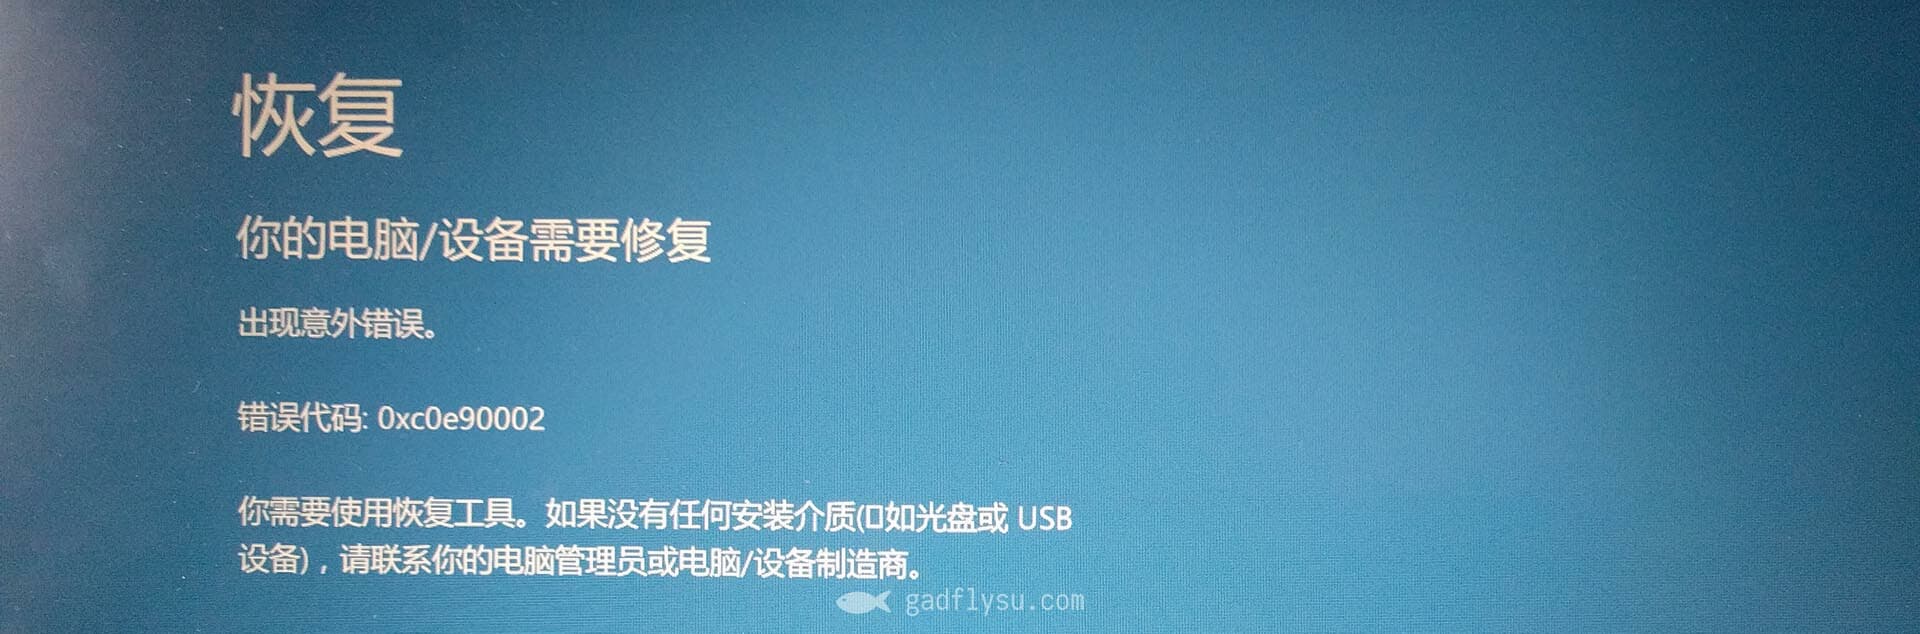 恢复
你的电脑/设备需要修复
出现意外错误。
错误代码: 0xc0e90002
你需要使用恢复工具。如果没有任何安装介质(□如光盘或 USB
设备)，请联系你的电脑管理员或电脑/设备制造商。
gadflysu.com